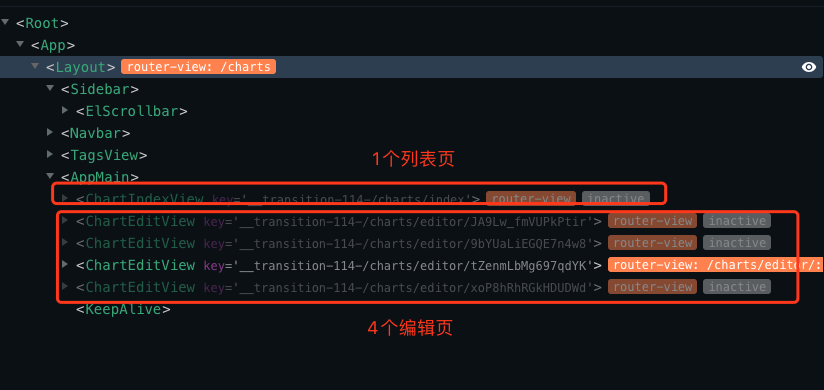 <Root>
<App>
<Layout> router-view: /charts
<Sidebar>
<ElScrollbar>
<Navbar>
<TagsView>
1个列表页
<AppMain>
<ChartIndexView key='__transition-114-/charts/index'> router-view inactive
<ChartEditView key='__transition-114-/charts/editor/JA9Lw_fmVUPkPtir'> router-view inactive
<ChartEditView key='__transition-114-/charts/editor/9bYUaLiEGQE7n4w8'> router-view inactive
<ChartEditView key='__transition-114-/charts/editor/tZenmLbMg697qdYK'> router-view: /charts/editor/:
<ChartEditView key='__transition-114-/charts/editor/xoP8hRhRGkHDUDWd'> router-view inactive
<KeepAlive>
4个编辑页